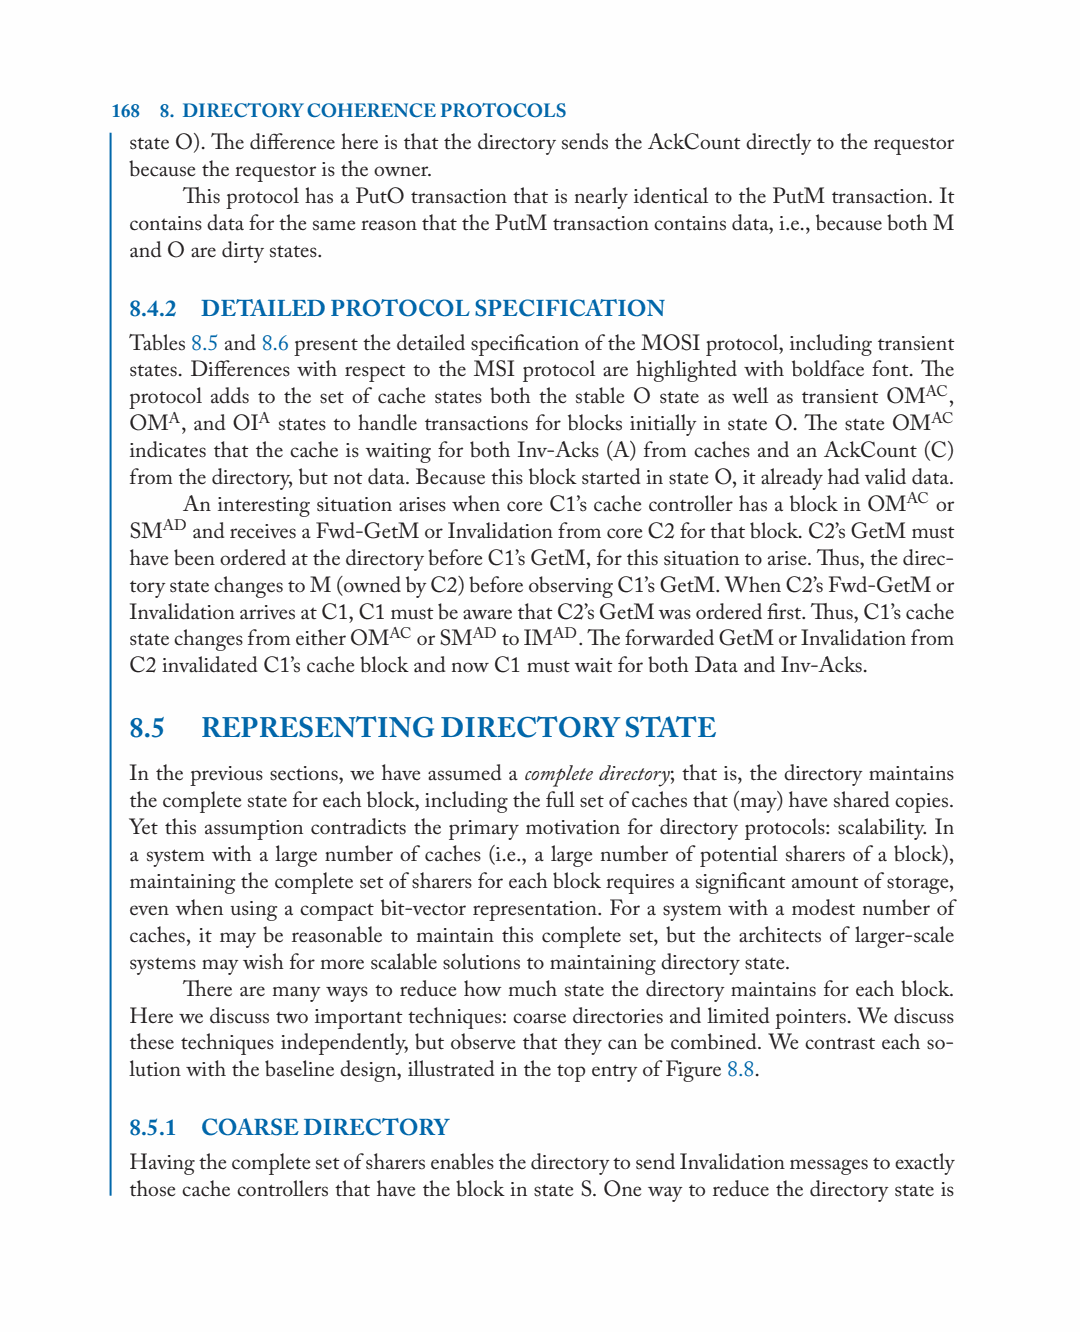 168 8. DIRECTORY COHERENCE PROTOCOLS
state O). The difference here is that the directory sends the AckCount directly to the requestor
because the requestor is the owner.
This protocol has a PutO transaction that is nearly identical to the PutM transaction. It
contains data for the same reason that the PutM transaction contains data, i.e., because both M
and O are dirty states.
8.4.2 DETAILED PROTOCOL SPECIFICATION
Tables 8.5 and 8.6 present the detailed specification of the MOSI protocol, including transient
states. Differences with respect to the MSI protocol are highlighted with boldface font. The
protocol adds to the set of cache states both the stable O state as well as transient OM^AC,
OM^A, and OI^A states to handle transactions for blocks initially in state O. The state OM^AC
indicates that the cache is waiting for both Inv-Acks (A) from caches and an AckCount (C)
from the directory, but not data. Because this block started in state O, it already had valid data.
An interesting situation arises when core C1's cache controller has a block in OM^AC or
SM^AD and receives a Fwd-GetM or Invalidation from core C2 for that block. C2's GetM must
have been ordered at the directory before C1's GetM, for this situation to arise. Thus, the direc-
tory state changes to M (owned by C2) before observing C1's GetM. When C2's Fwd-GetM or
Invalidation arrives at C1, C1 must be aware that C2's GetM was ordered first. Thus, C1's cache
state changes from either OM^AC or SM^AD to IM^AD. The forwarded GetM or Invalidation from
C2 invalidated C1's cache block and now C1 must wait for both Data and Inv-Acks.
8.5 REPRESENTING DIRECTORY STATE
In the previous sections, we have assumed a complete directory; that is, the directory maintains
the complete state for each block, including the full set of caches that (may) have shared copies.
Yet this assumption contradicts the primary motivation for directory protocols: scalability. In
a system with a large number of caches (i.e., a large number of potential sharers of a block),
maintaining the complete set of sharers for each block requires a significant amount of storage,
even when using a compact bit-vector representation. For a system with a modest number of
caches, it may be reasonable to maintain this complete set, but the architects of larger-scale
systems may wish for more scalable solutions to maintaining directory state.
There are many ways to reduce how much state the directory maintains for each block.
Here we discuss two important techniques: coarse directories and limited pointers. We discuss
these techniques independently, but observe that they can be combined. We contrast each so-
lution with the baseline design, illustrated in the top entry of Figure 8.8.
8.5.1 COARSE DIRECTORY
Having the complete set of sharers enables the directory to send Invalidation messages to exactly
those cache controllers that have the block in state S. One way to reduce the directory state is